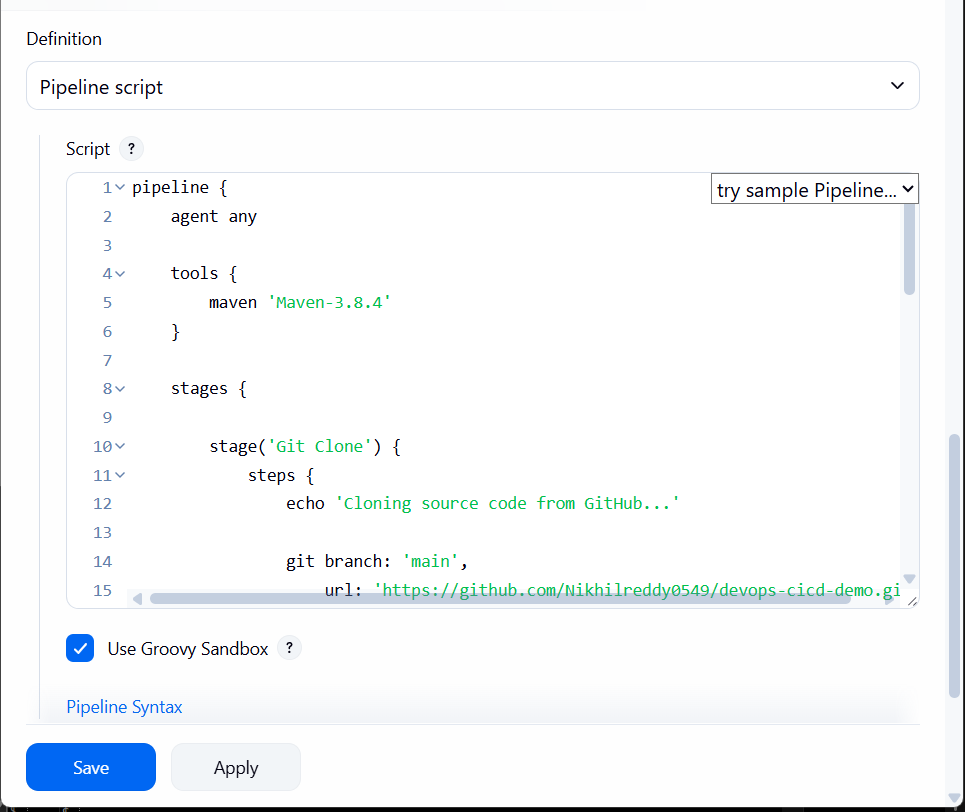 Definition
Pipeline script
Script ?
try sample Pipeline...
1 pipeline {
2 agent any
3
4 tools {
5 maven 'Maven-3.8.4'
6 }
7
8 stages {
9
10 stage('Git Clone') {
11 steps {
12 echo 'Cloning source code from GitHub...'
13
14 git branch: 'main',
15 url: 'https://github.com/Nikhilreddy0549/devops-cicd-demo.gi
Use Groovy Sandbox ?
Pipeline Syntax
Save Apply